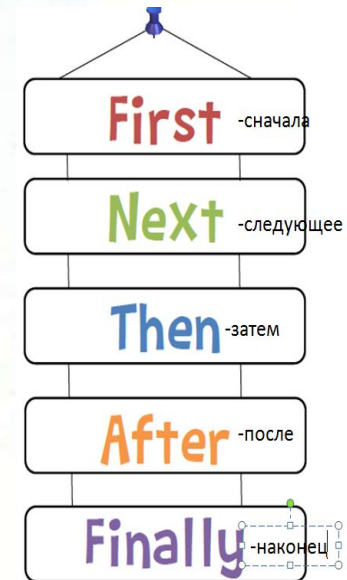 First -сначала
Next -следующее
Then -затем
After -после
Finally -наконец